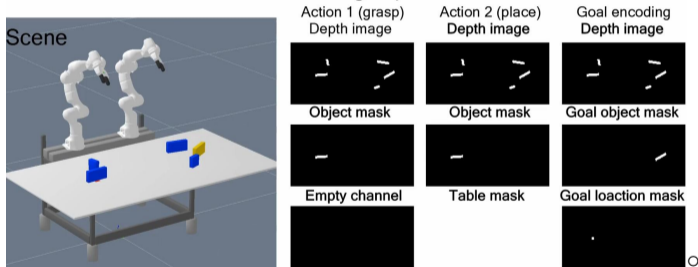 Scene
Action 1 (grasp)
Depth image
Action 2 (place)
Depth image
Goal encoding
Depth image
Object mask
Object mask
Goal object mask
Empty channel
Table mask
Goal loaction mask